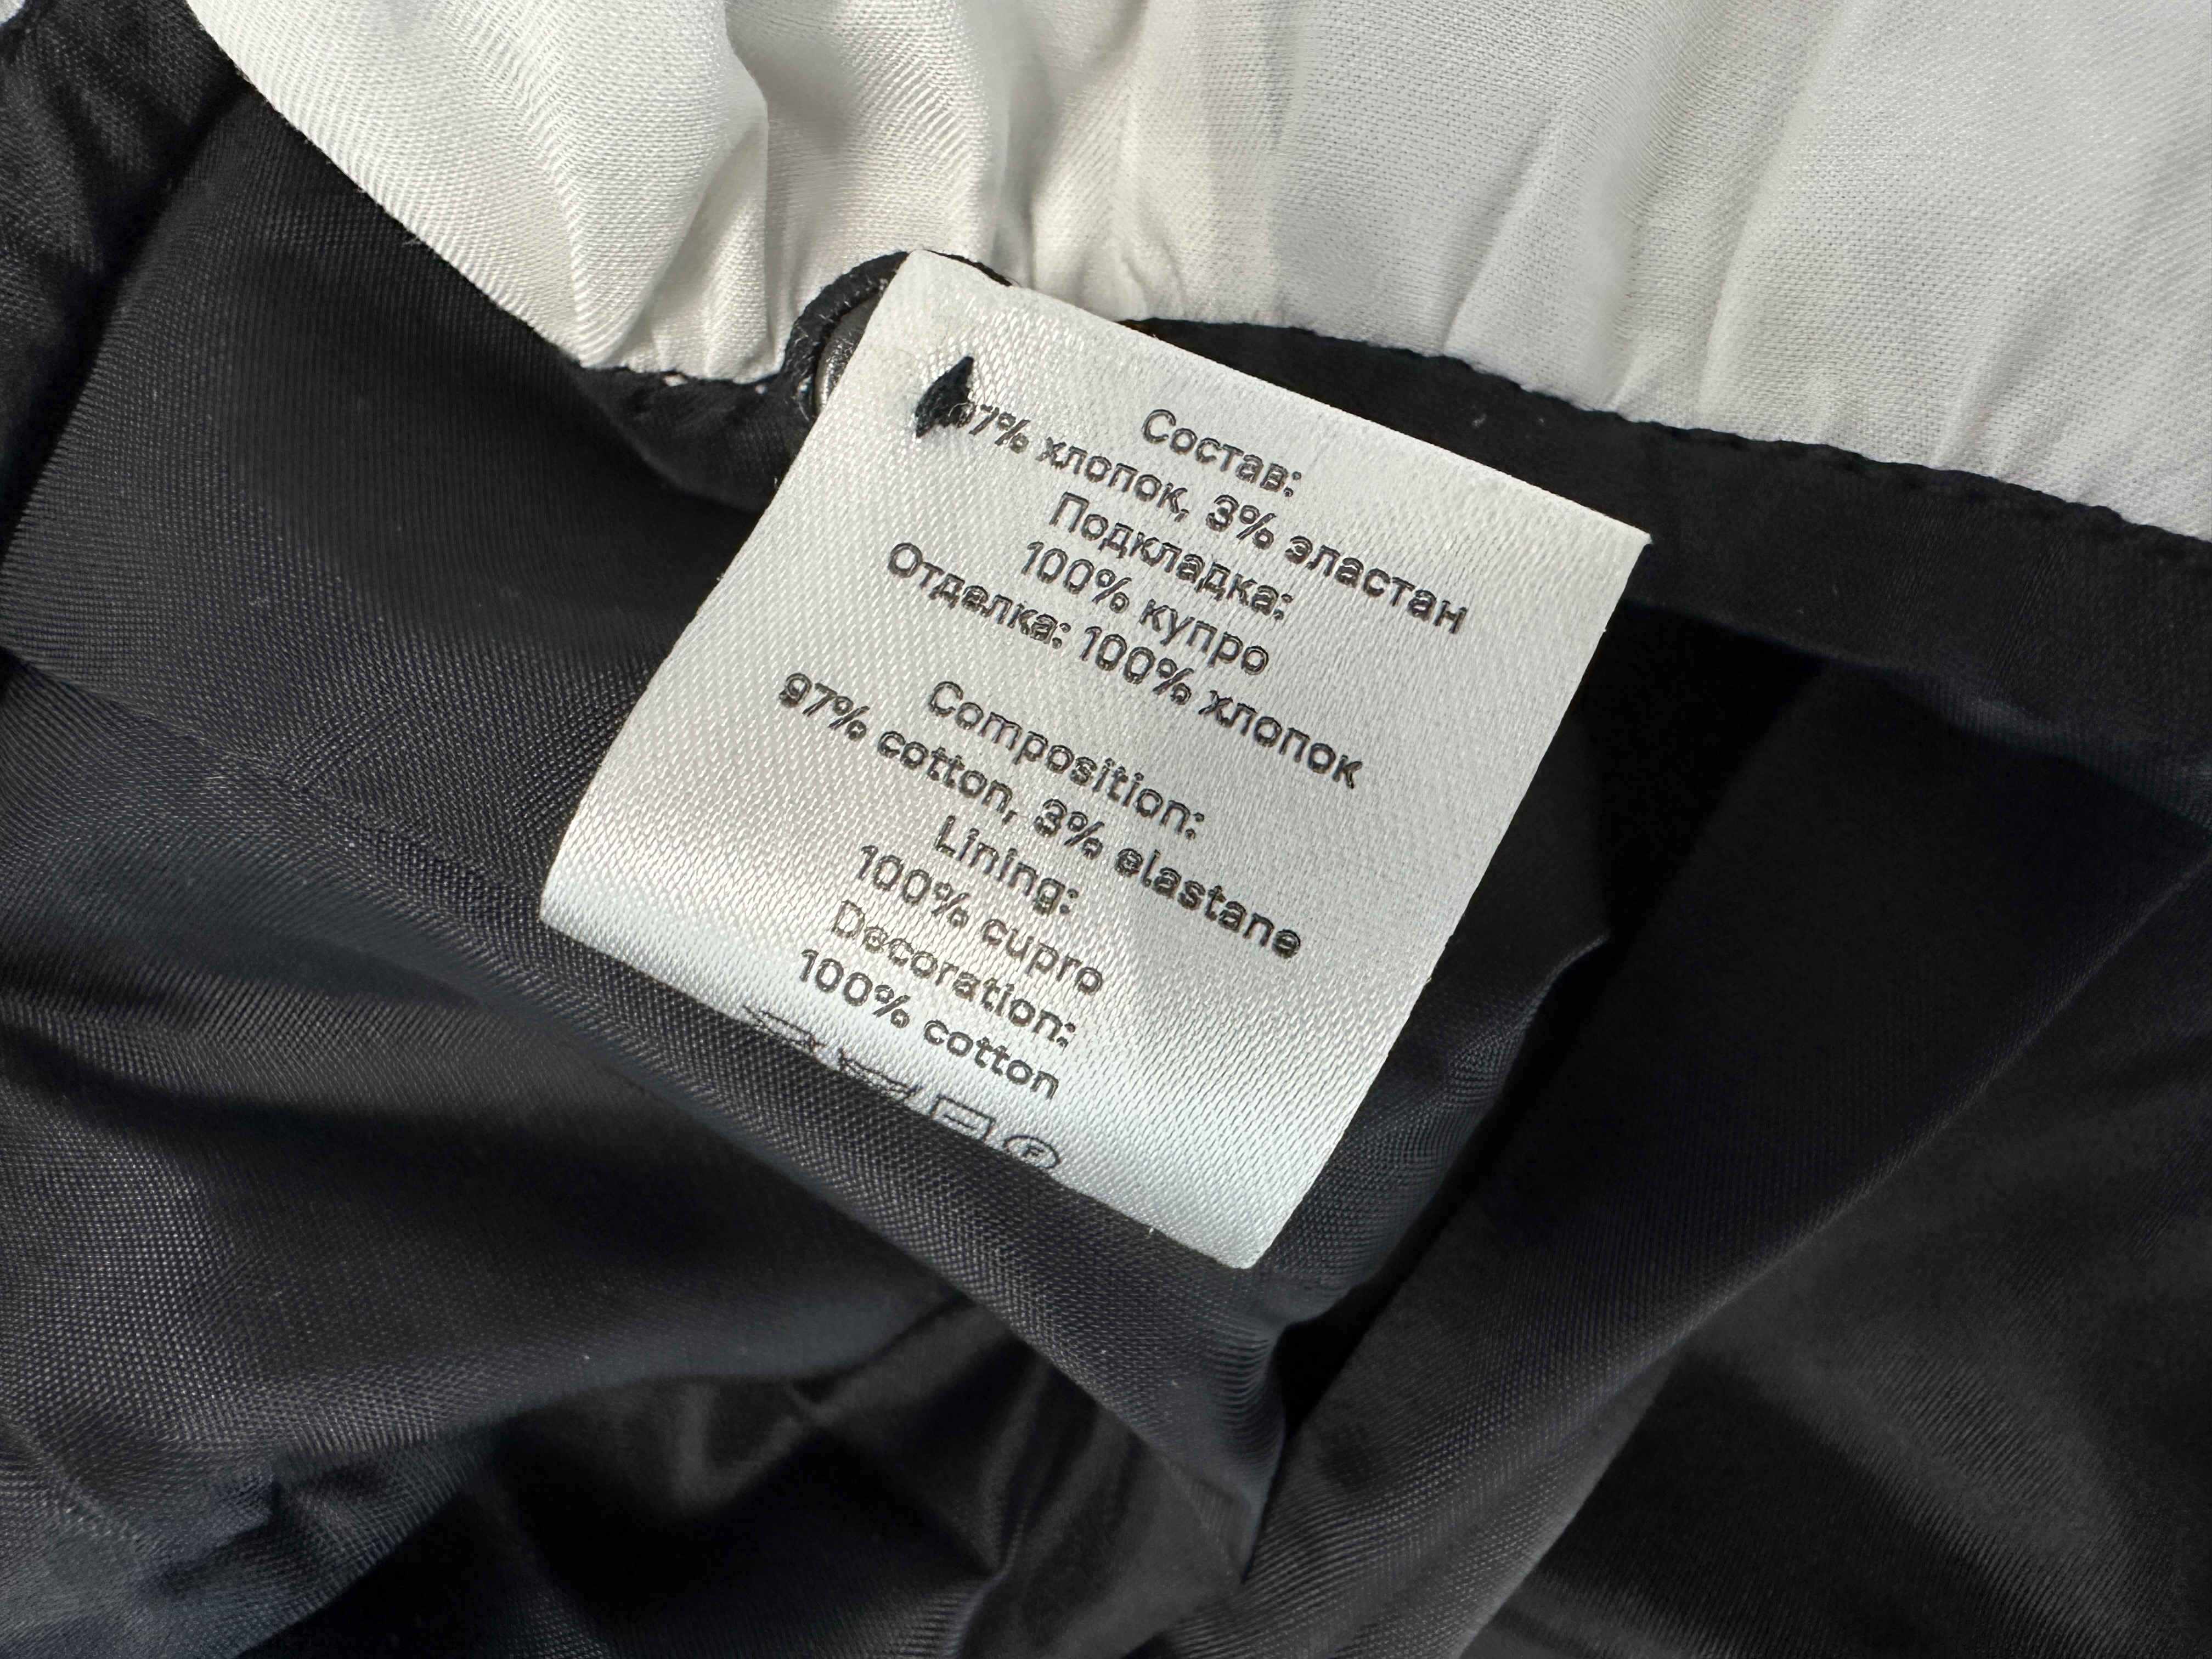 Состав:
97% хлопок, 3% эластан
Подкладка:
100% купро
Отделка: 100% хлопок
Composition:
97% cotton, 3% elastane
Lining:
100% cupro
Decoration:
100% cotton